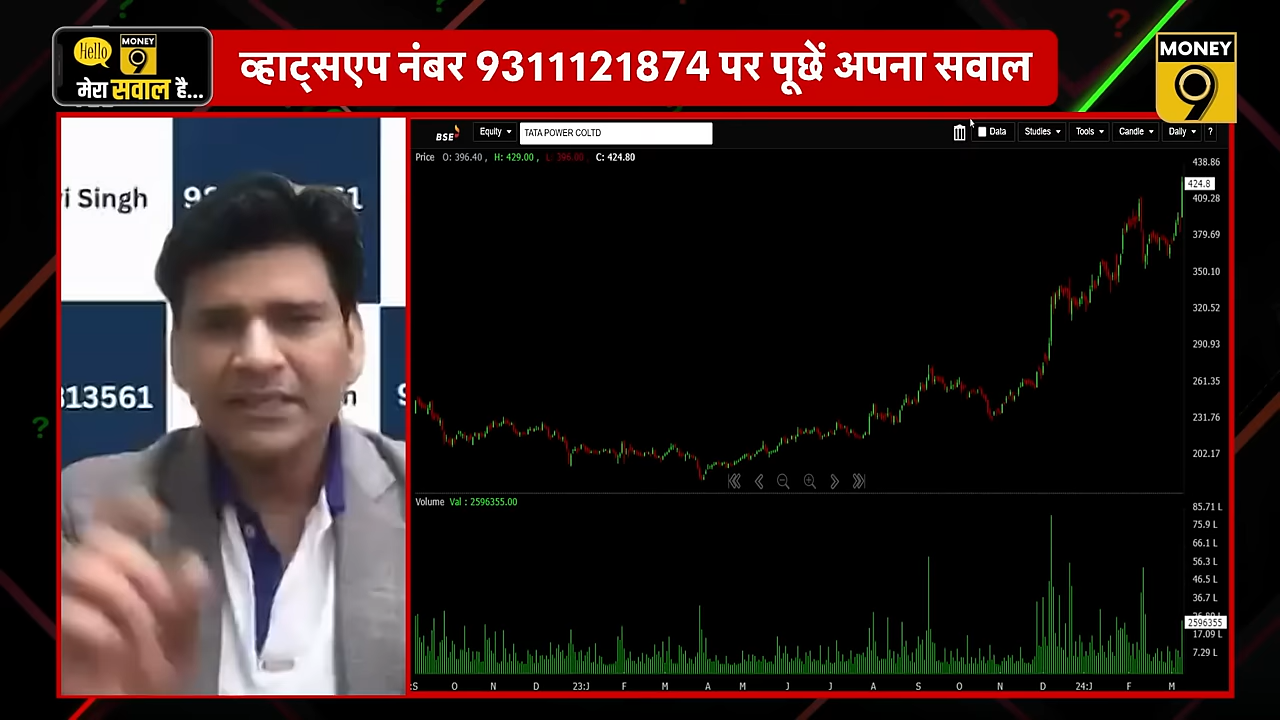 Hello
MONEY
9
मेरा सवाल है...
व्हाट्सएप नंबर 9311121874 पर पूछें अपना सवाल
MONEY
9
i Singh
313561
BSE
Equity
TATA POWER COLTD
Data
Studies
Tools
Candle
Daily
?
Price O: 396.40 , H: 429.00 , L: 396.00 C: 424.80
438.86
424.8
409.28
379.69
350.10
320.52
290.93
261.35
231.76
202.17
Volume Val : 2596355.00
85.71 L
75.9 L
66.1 L
56.3 L
46.5 L
36.7 L
2596355
17.09 L
7.29 L
:S O N D 23:J F M A M J J A S O N D 24:J F M